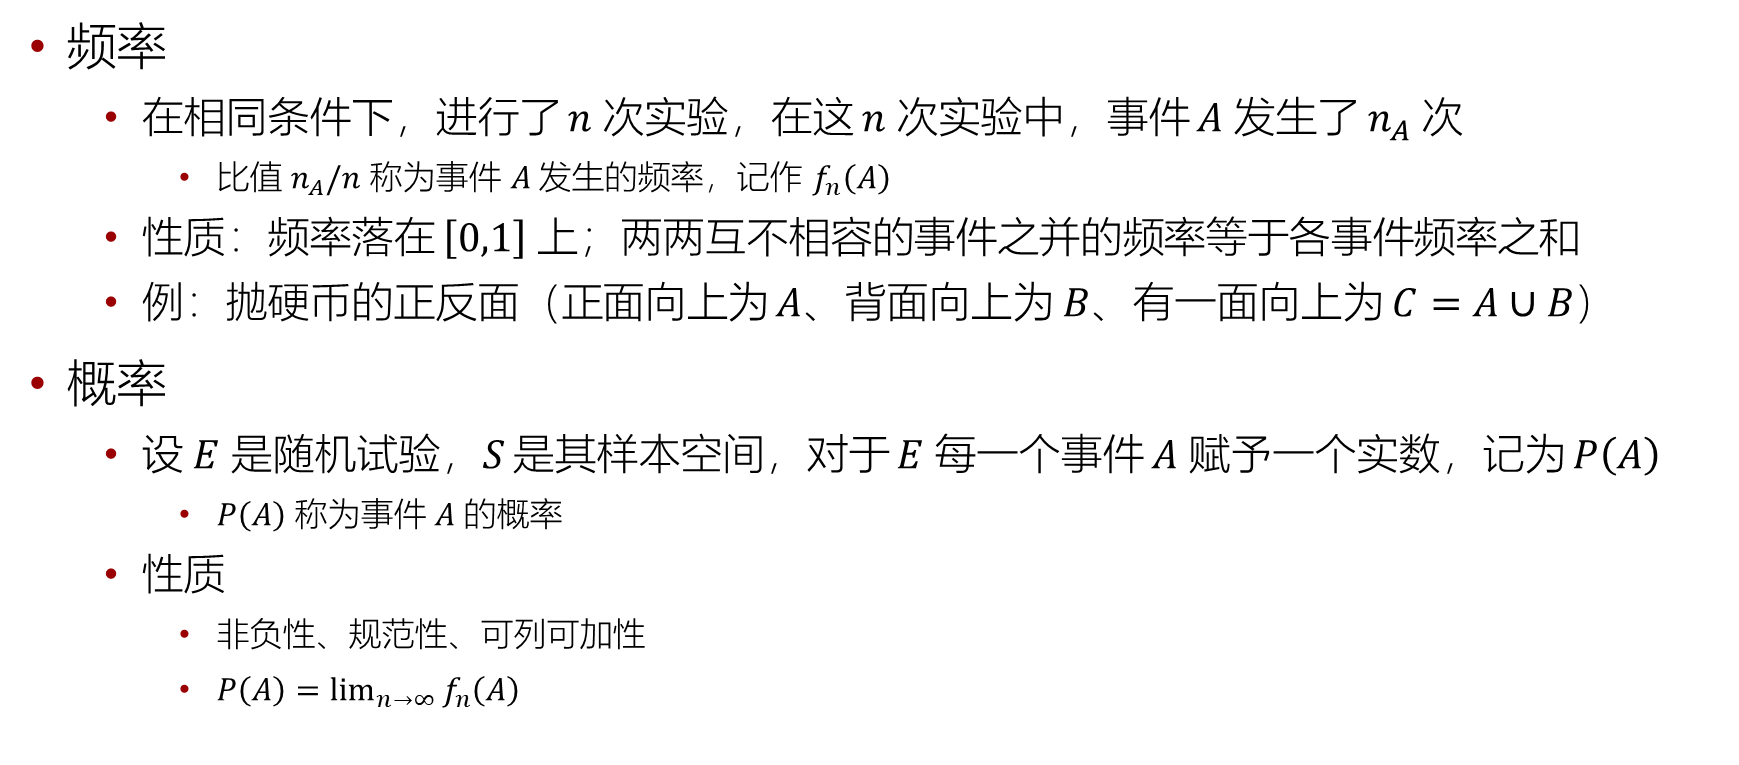 • 频率
• 在相同条件下，进行了 n 次实验，在这 n 次实验中，事件 A 发生了 n_A 次
• 比值 n_A/n 称为事件 A 发生的频率，记作 f_n(A)
• 性质：频率落在 [0,1] 上；两两互不相容的事件之并的频率等于各事件频率之和
• 例：抛硬币的正反面（正面向上为 A、背面向上为 B、有一面向上为 C = A ∪ B）
• 概率
• 设 E 是随机试验，S 是其样本空间，对于 E 每一个事件 A 赋予一个实数，记为 P(A)
• P(A) 称为事件 A 的概率
• 性质
• 非负性、规范性、可列可加性
• P(A) = lim_{n→∞} f_n(A)